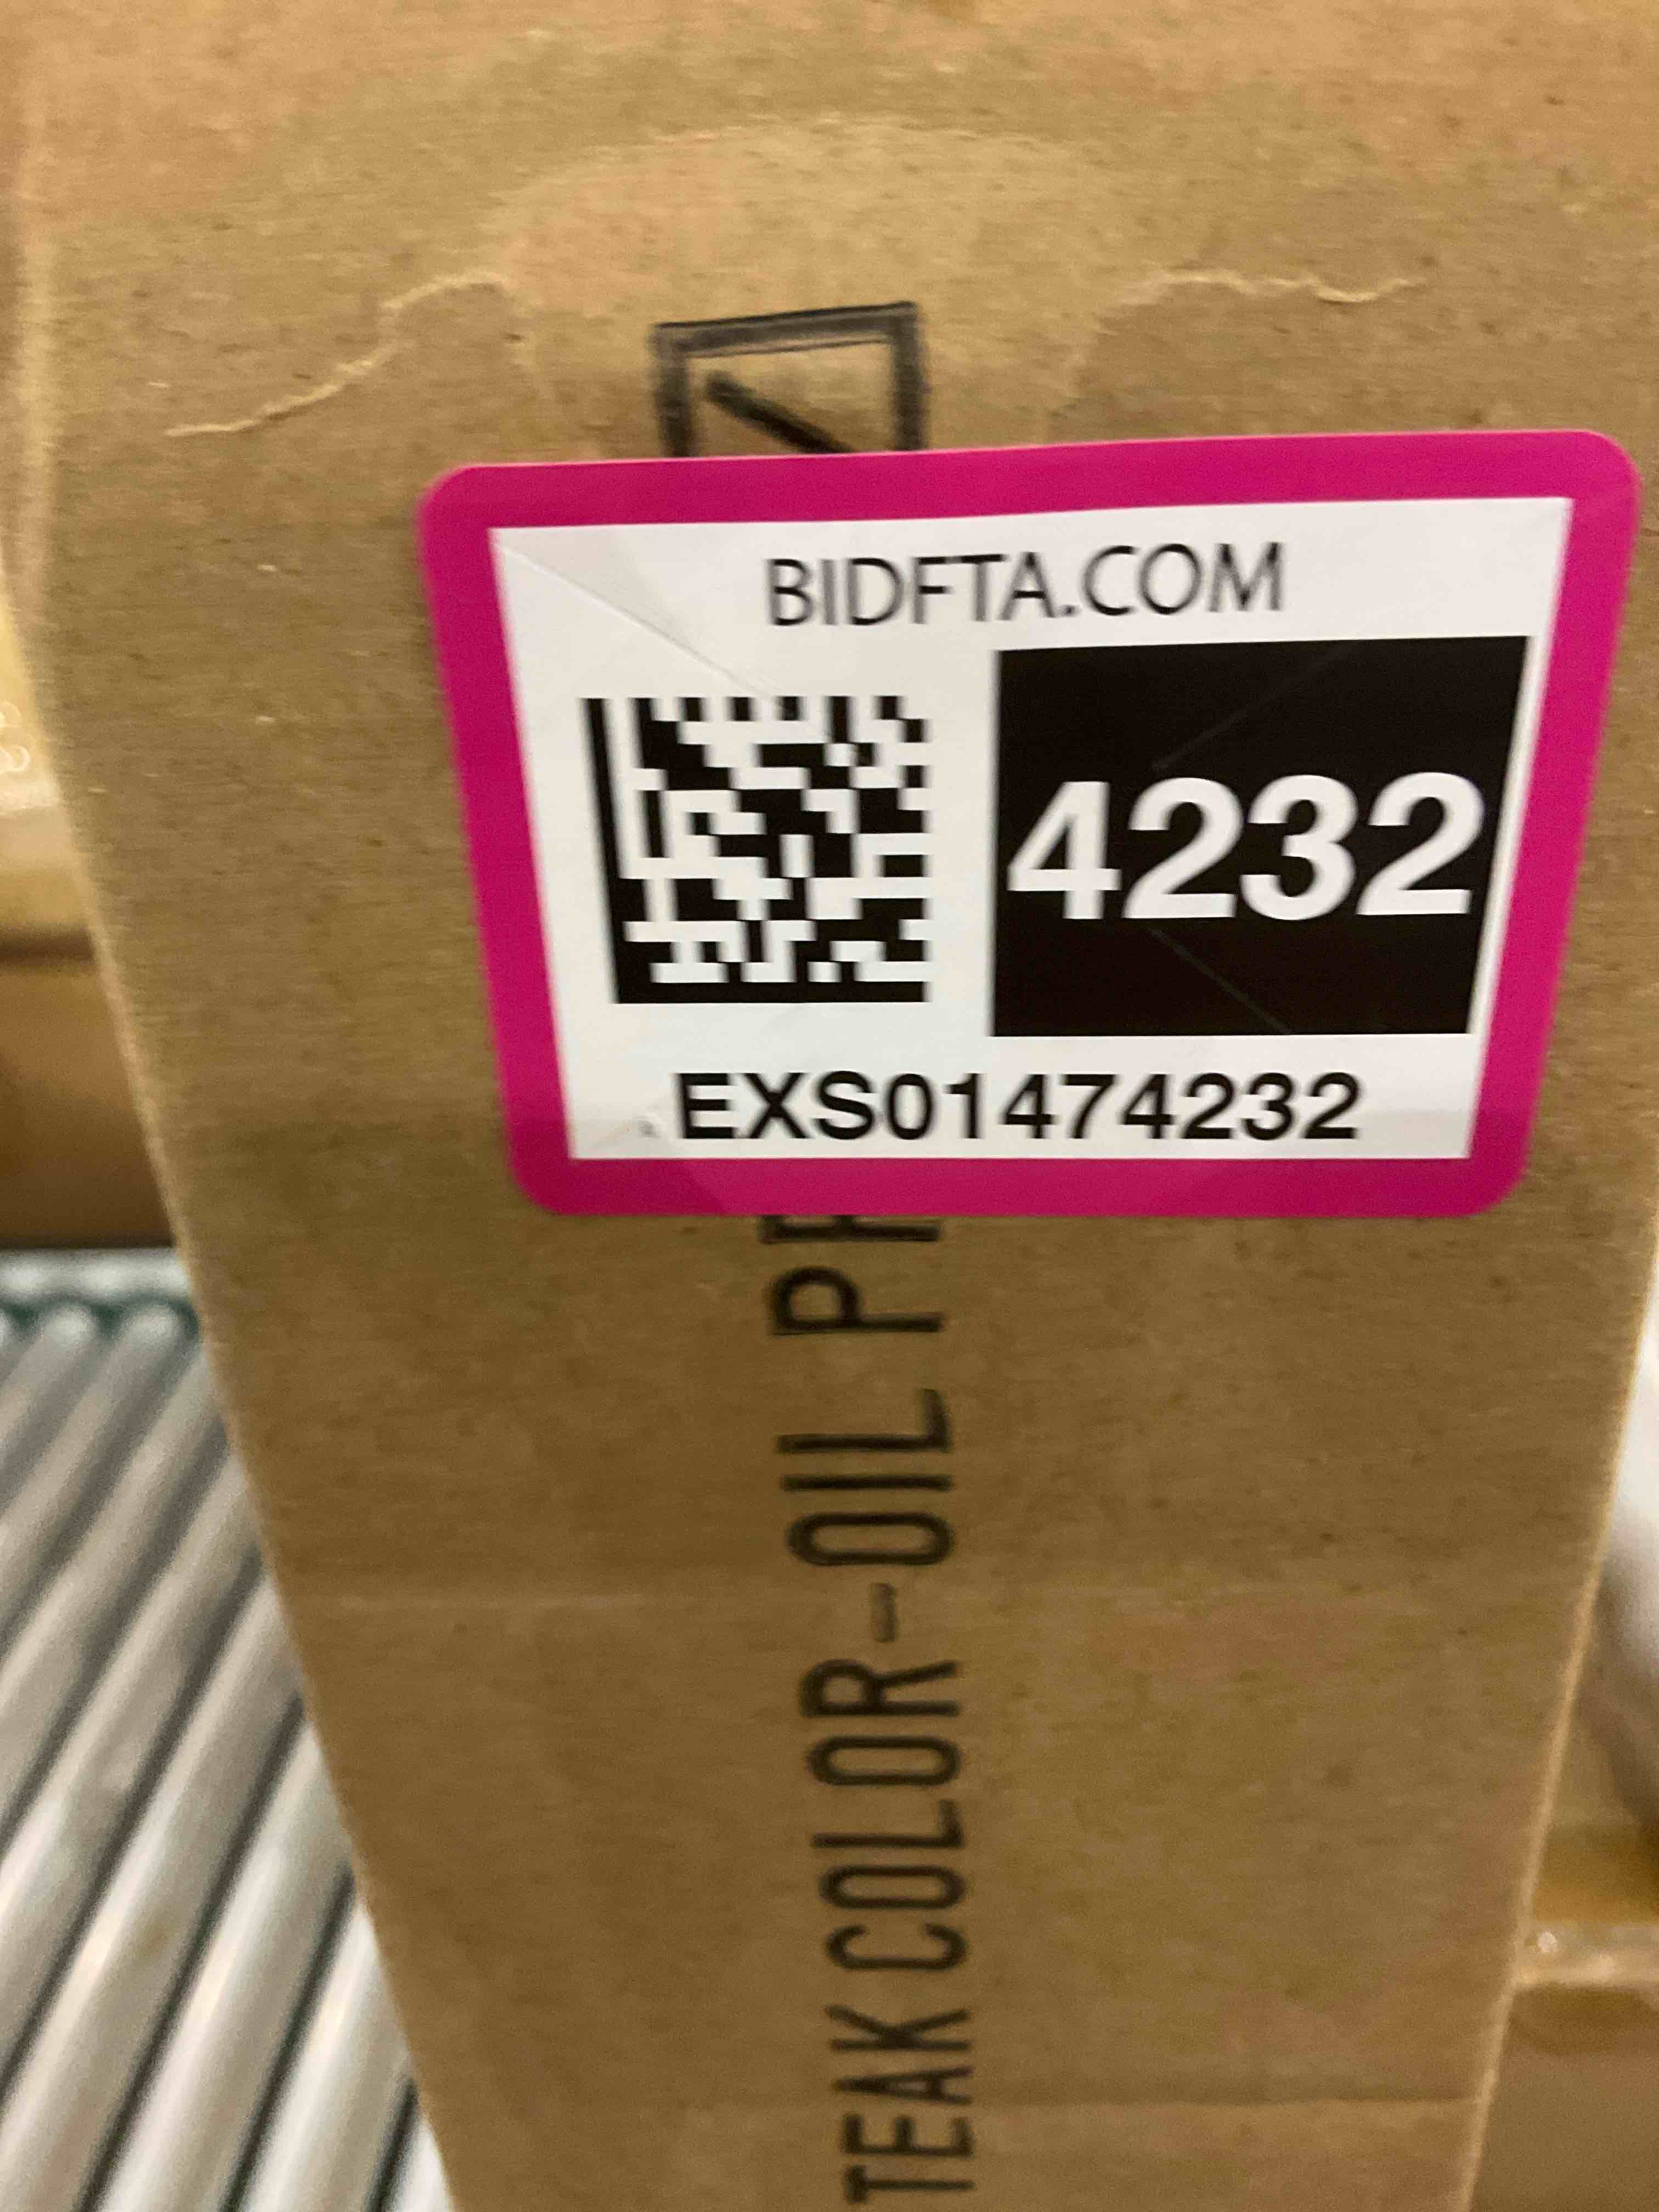 BIDFTA.COM
4232
EXS01474232
TEAK COLOR-OIL